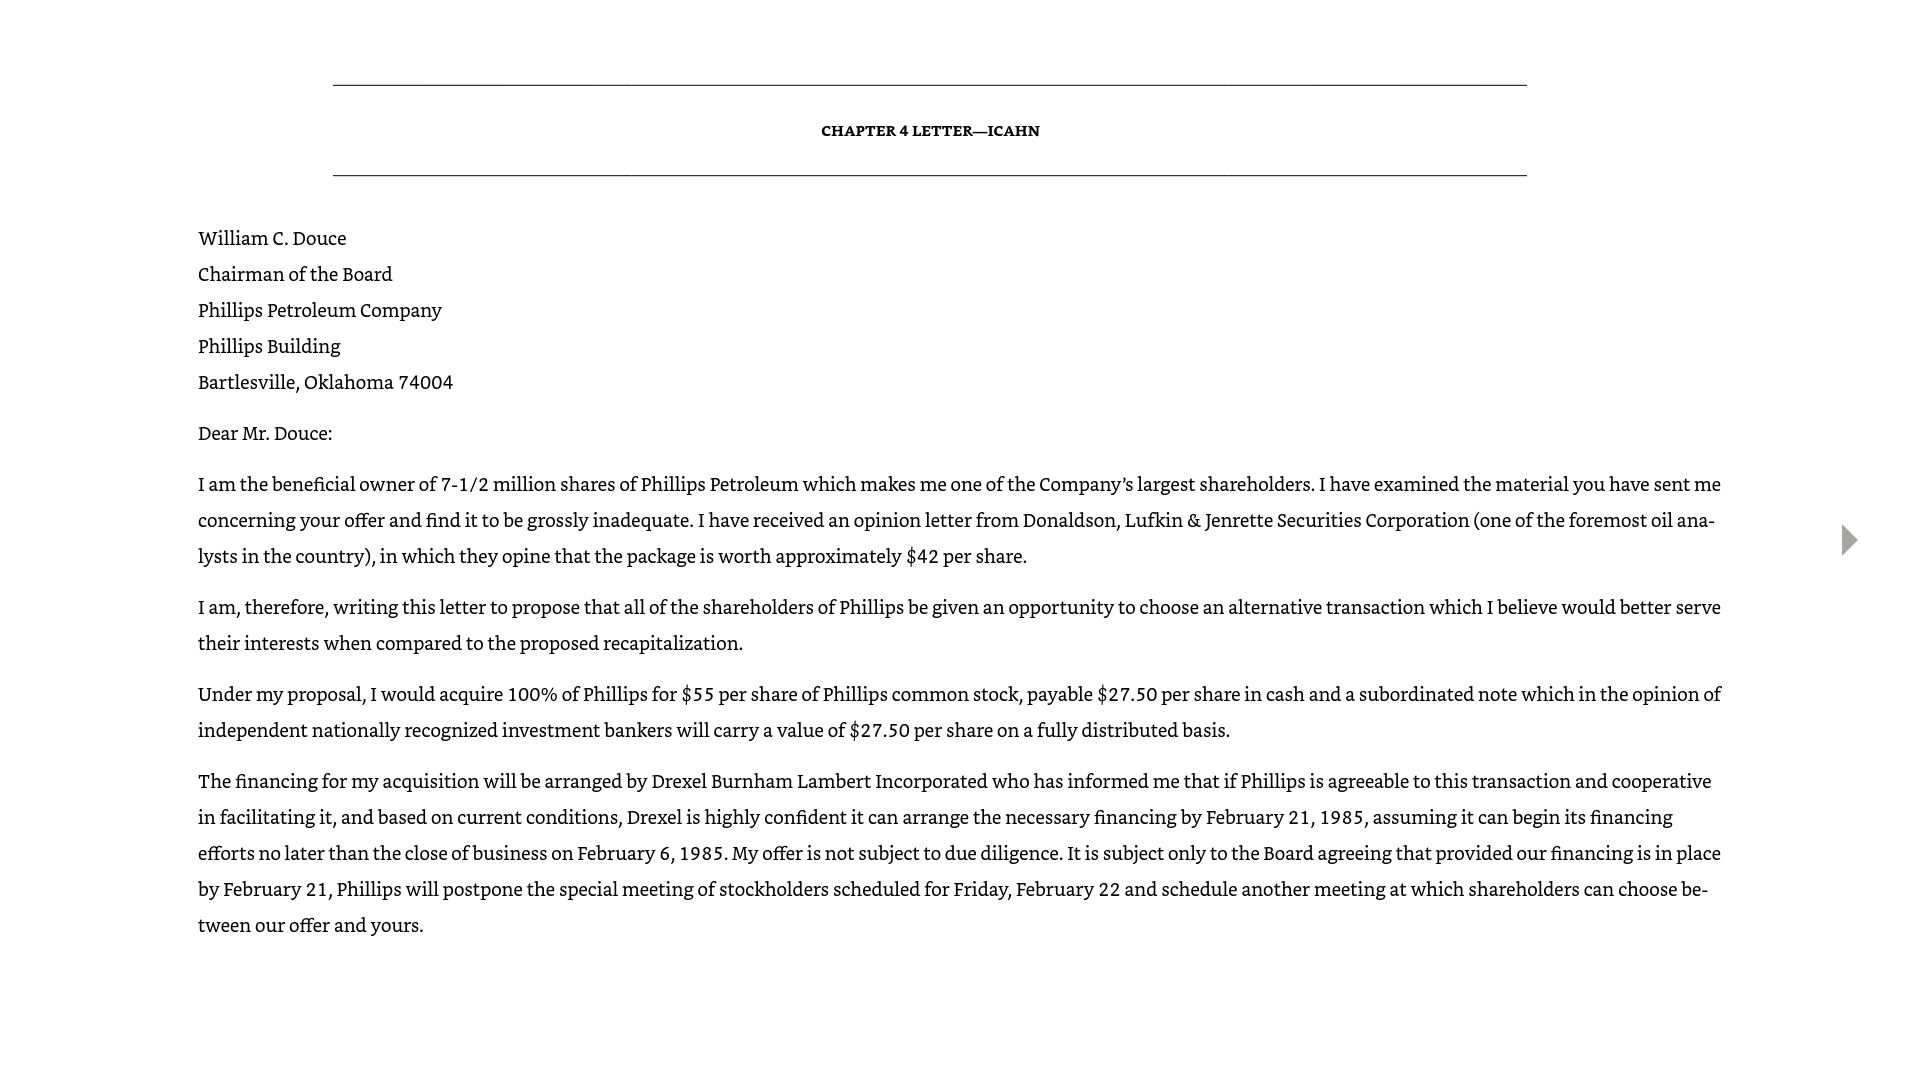 CHAPTER 4 LETTER—ICAHN
William C. Douce
Chairman of the Board
Phillips Petroleum Company
Phillips Building
Bartlesville, Oklahoma 74004
Dear Mr. Douce:
I am the beneficial owner of 7-1/2 million shares of Phillips Petroleum which makes me one of the Company’s largest shareholders. I have examined the material you have sent me
concerning your offer and find it to be grossly inadequate. I have received an opinion letter from Donaldson, Lufkin & Jenrette Securities Corporation (one of the foremost oil ana-
lysts in the country), in which they opine that the package is worth approximately $42 per share.
I am, therefore, writing this letter to propose that all of the shareholders of Phillips be given an opportunity to choose an alternative transaction which I believe would better serve
their interests when compared to the proposed recapitalization.
Under my proposal, I would acquire 100% of Phillips for $55 per share of Phillips common stock, payable $27.50 per share in cash and a subordinated note which in the opinion of
independent nationally recognized investment bankers will carry a value of $27.50 per share on a fully distributed basis.
The financing for my acquisition will be arranged by Drexel Burnham Lambert Incorporated who has informed me that if Phillips is agreeable to this transaction and cooperative
in facilitating it, and based on current conditions, Drexel is highly confident it can arrange the necessary financing by February 21, 1985, assuming it can begin its financing
efforts no later than the close of business on February 6, 1985. My offer is not subject to due diligence. It is subject only to the Board agreeing that provided our financing is in place
by February 21, Phillips will postpone the special meeting of stockholders scheduled for Friday, February 22 and schedule another meeting at which shareholders can choose be-
tween our offer and yours.